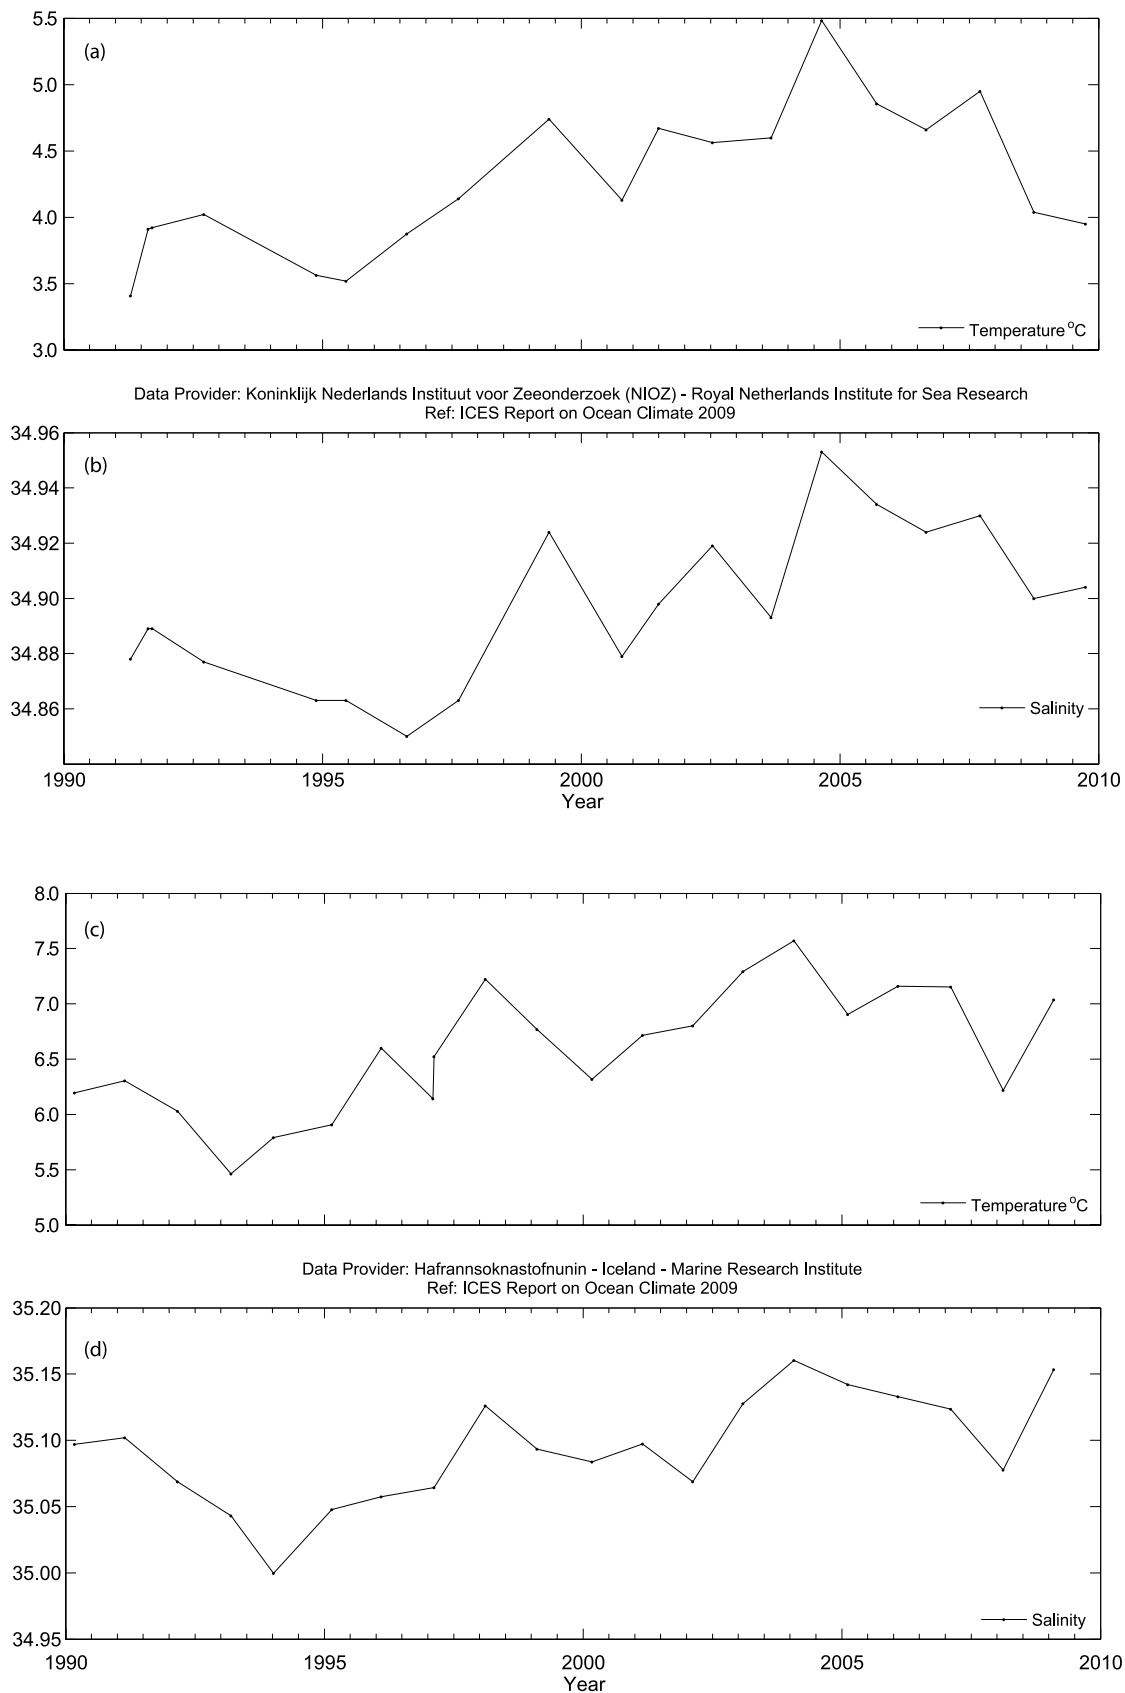 5.5
(a)
5.0
4.5
4.0
3.5
3.0
Temperature °C
Data Provider: Koninklijk Nederlands Instituut voor Zeeonderzoek (NIOZ) - Royal Netherlands Institute for Sea Research
Ref: ICES Report on Ocean Climate 2009
34.96
(b)
34.94
34.92
34.90
34.88
34.86
Salinity
1990 1995 2000 2005 2010
Year
8.0
(c)
7.5
7.0
6.5
6.0
5.5
5.0
Temperature °C
Data Provider: Hafrannsoknastofnunin - Iceland - Marine Research Institute
Ref: ICES Report on Ocean Climate 2009
35.20
(d)
35.15
35.10
35.05
35.00
34.95
Salinity
1990 1995 2000 2005 2010
Year